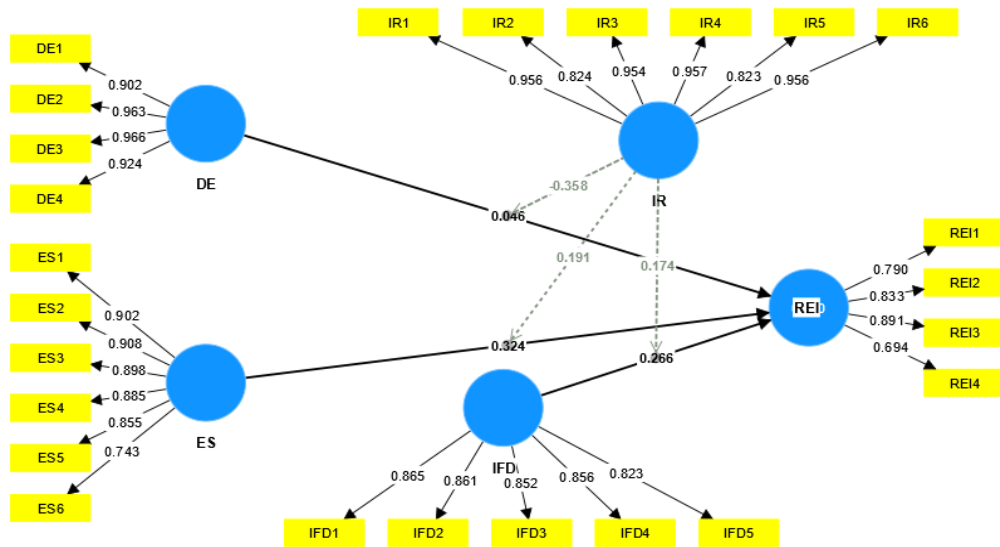 IR1 IR2 IR3 IR4 IR5 IR6
0.956 0.824 0.954 0.957 0.823 0.956
IR
DE1
DE2
DE3
DE4
0.902
0.963
0.966
0.924
DE
-0.358
0.046
0.191
0.174
ES1
ES2
ES3
ES4
ES5
ES6
0.902
0.908
0.898
0.885
0.855
0.743
ES
0.324
0.266
REI
0.790
0.833
0.891
0.694
REI1
REI2
REI3
REI4
IFD
0.865 0.861 0.852 0.856 0.823
IFD1 IFD2 IFD3 IFD4 IFD5